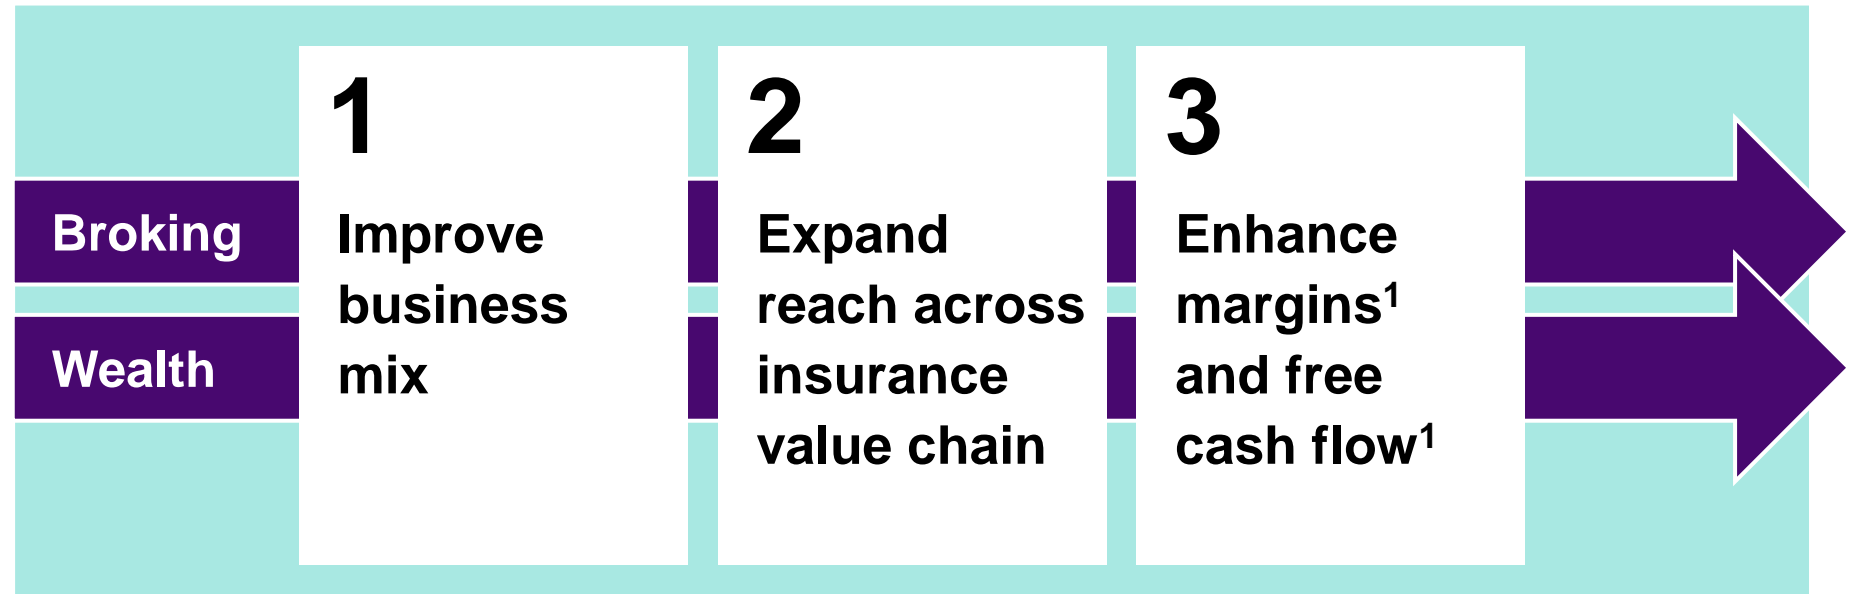 Broking
Wealth
1
Improve
business
mix
2
Expand
reach across
insurance
value chain
3
Enhance
margins¹
and free
cash flow¹